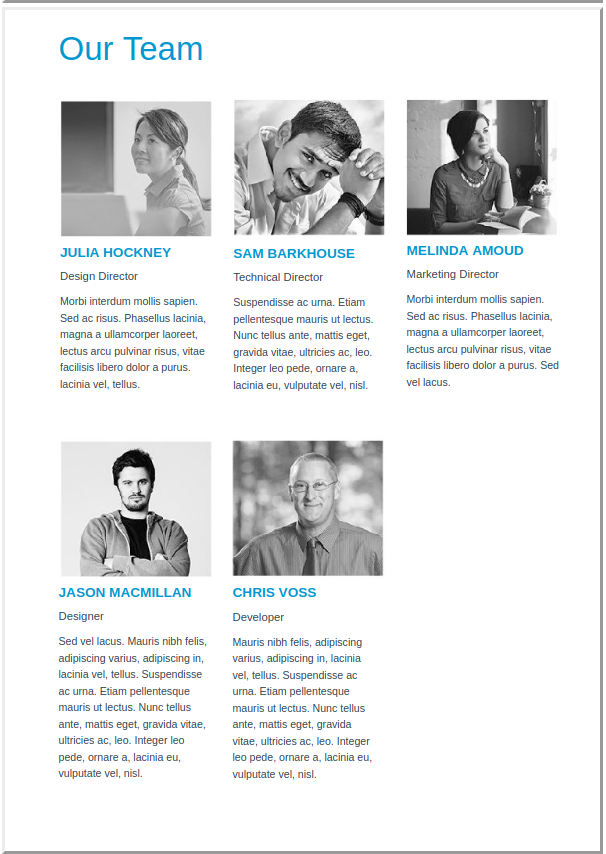 Our Team
JULIA HOCKNEY
Design Director
Morbi interdum mollis sapien.
Sed ac risus. Phasellus lacinia,
magna a ullamcorper laoreet,
lectus arcu pulvinar risus, vitae
facilisis libero dolor a purus.
lacinia vel, tellus.
SAM BARKHOUSE
Technical Director
Suspendisse ac urna. Etiam
pellentesque mauris ut lectus.
Nunc tellus ante, mattis eget,
gravida vitae, ultricies ac, leo.
Integer leo pede, ornare a,
lacinia eu, vulputate vel, nisl.
MELINDA AMOUD
Marketing Director
Morbi interdum mollis sapien.
Sed ac risus. Phasellus lacinia,
magna a ullamcorper laoreet,
lectus arcu pulvinar risus, vitae
facilisis libero dolor a purus. Sed
vel lacus.
JASON MACMILLAN
Designer
Sed vel lacus. Mauris nibh felis,
adipiscing varius, adipiscing in,
lacinia vel, tellus. Suspendisse
ac urna. Etiam pellentesque
mauris ut lectus. Nunc tellus
ante, mattis eget, gravida vitae,
ultricies ac, leo. Integer leo
pede, ornare a, lacinia eu,
vulputate vel, nisl.
CHRIS VOSS
Developer
Mauris nibh felis, adipiscing
varius, adipiscing in, lacinia
vel, tellus. Suspendisse ac
urna. Etiam pellentesque
mauris ut lectus. Nunc tellus
ante, mattis eget, gravida
vitae, ultricies ac, leo. Integer
leo pede, ornare a, lacinia eu,
vulputate vel, nisl.